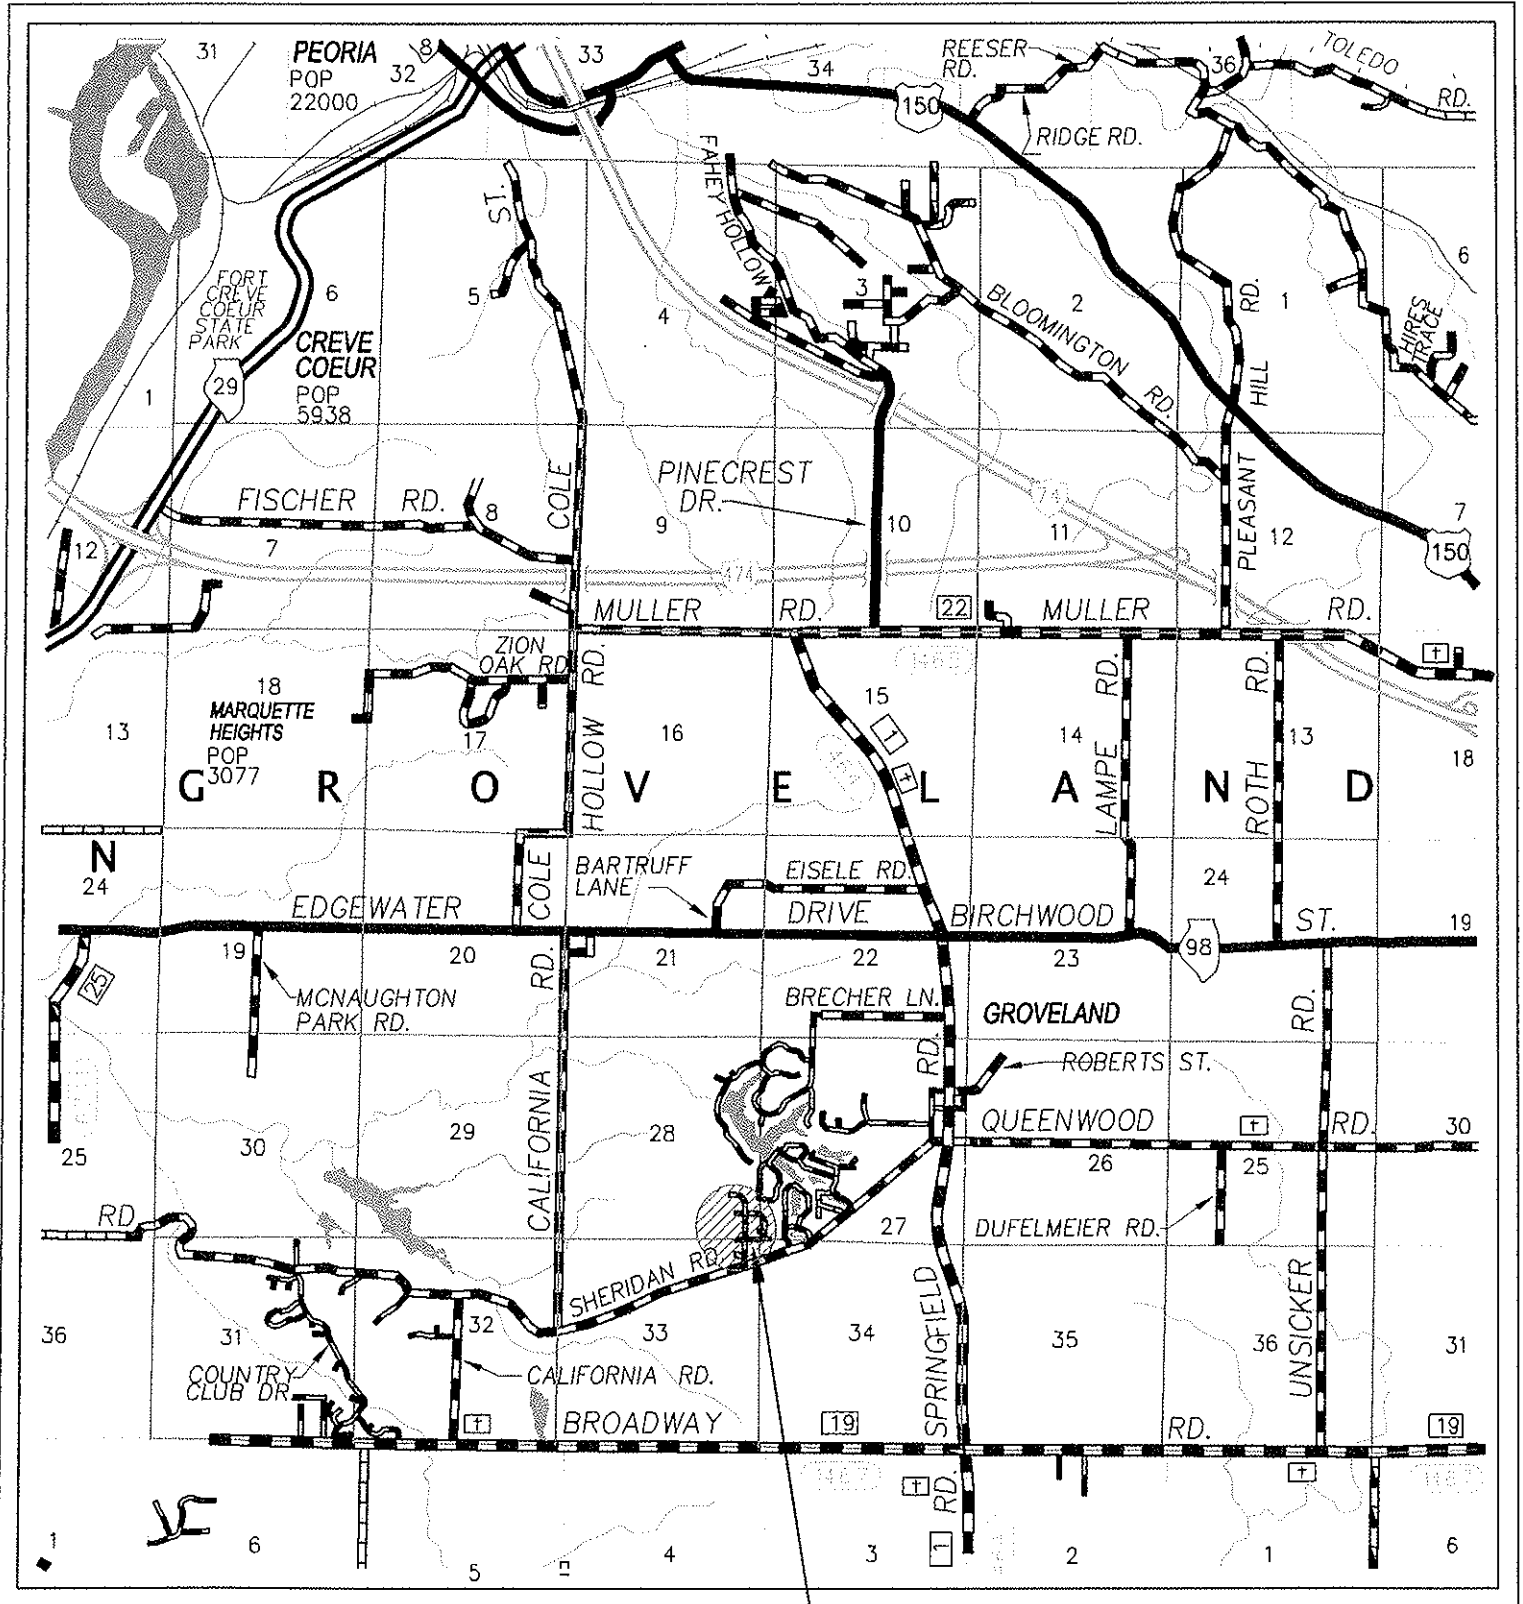 31
PEORIA
POP
22000
32
8
33
34
REESER
RD.
36
TOLEDO
RD.
150
RIDGE RD.
FAHEY HOLLOW
ST.
6
FORT
CREVE
COEUR
STATE
PARK
6
5
4
3
2
1
RD.
HIRES
TRACE
CREVE
COEUR
POP
5938
29
1
BLOOMINGTON RD.
HILL
PINECREST
DR.
FISCHER RD.
COLE
8
9
10
74
11
PLEASANT
12
7
150
12
7
474
MULLER RD.
22
MULLER RD.
ZION
OAK RD.
RD.
18
MARQUETTE
HEIGHTS
POP
3077
13
17
16
15
1
14
RD.
RD.
13
18
GROVELAND
HOLLOW
LAMPE
ROTH
N
24
COLE
BARTRUFF
LANE
EISELE RD.
24
EDGEWATER DRIVE
BIRCHWOOD ST.
98
19
19
20
21
22
23
25
MCNAUGHTON
PARK RD.
RD.
BRECHER LN.
GROVELAND
RD.
RD.
ROBERTS ST.
CALIFORNIA
QUEENWOOD RD.
25
30
29
28
26
25
30
RD
27
DUFELMEIER RD.
SHERIDAN RD.
36
31
32
33
34
SPRINGFIELD
35
36
UNSICKER
31
COUNTRY
CLUB DR.
CALIFORNIA RD.
BROADWAY
19
RD.
19
RD.
1
6
5
4
3
1
2
1
6